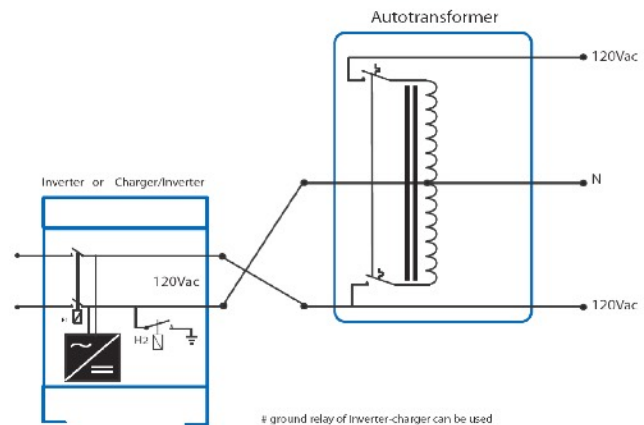 Autotransformer
120Vac
Inverter or Charger/Inverter
N
120Vac
H2
120Vac
# ground relay of Inverter-charger can be used